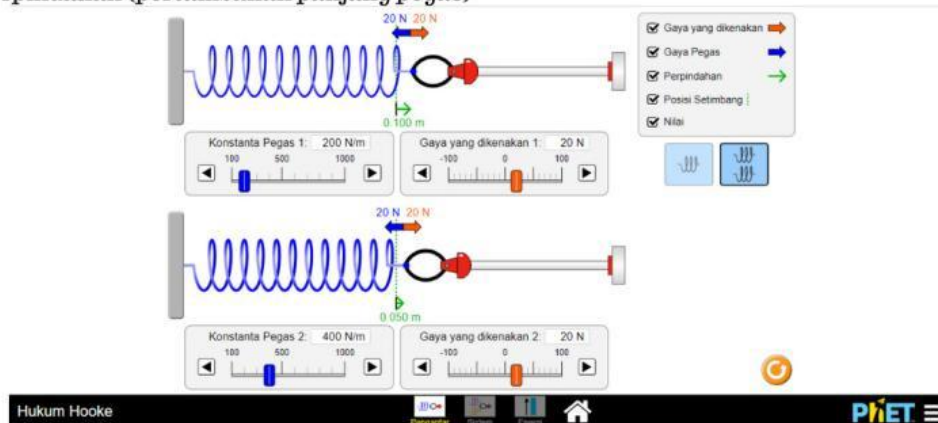 20 N 20 N
0.100 m
Konstanta Pegas 1: 200 N/m
100 500 1000
Gaya yang dikenakan 1: 20 N
-100 0 100
Gaya yang dikenakan
Gaya Pegas
Perpindahan
Posisi Setimbang
Nilai
20 N 20 N
0.050 m
Konstanta Pegas 2: 400 N/m
100 500 1000
Gaya yang dikenakan 2: 20 N
-100 0 100
Hukum Hooke
Pengantar
PhET